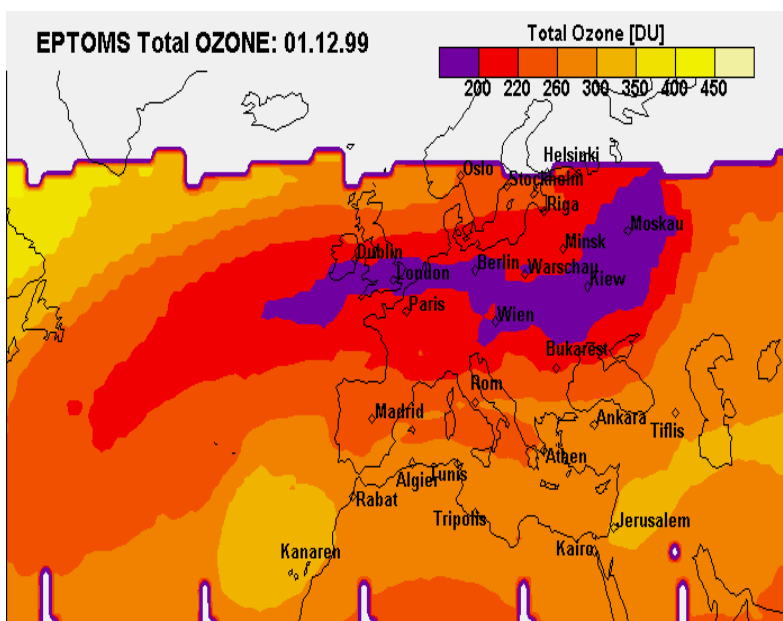 EPTOMS Total OZONE: 01.12.99
Total Ozone [DU]
200 220 260 300 350 400 450
Helsinki
Oslo
Stockholm
Riga
Moskau
Minsk
Dublin
Berlin
London
Warschau
Kiew
Paris
Wien
Bukarest
Rom
Madrid
Ankara
Tiflis
Athen
Algier
Tunis
Rabat
Tripolis
Jerusalem
Kanaren
Kairo